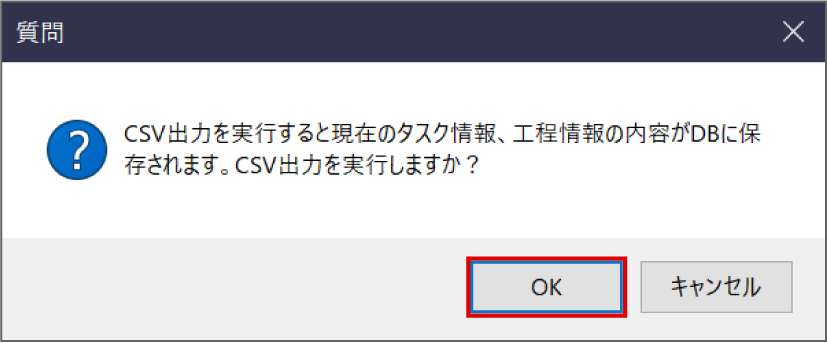 質問
CSV出力を実行すると現在のタスク情報、工程情報の内容がDBに保
存されます。CSV出力を実行しますか？
OK
キャンセル